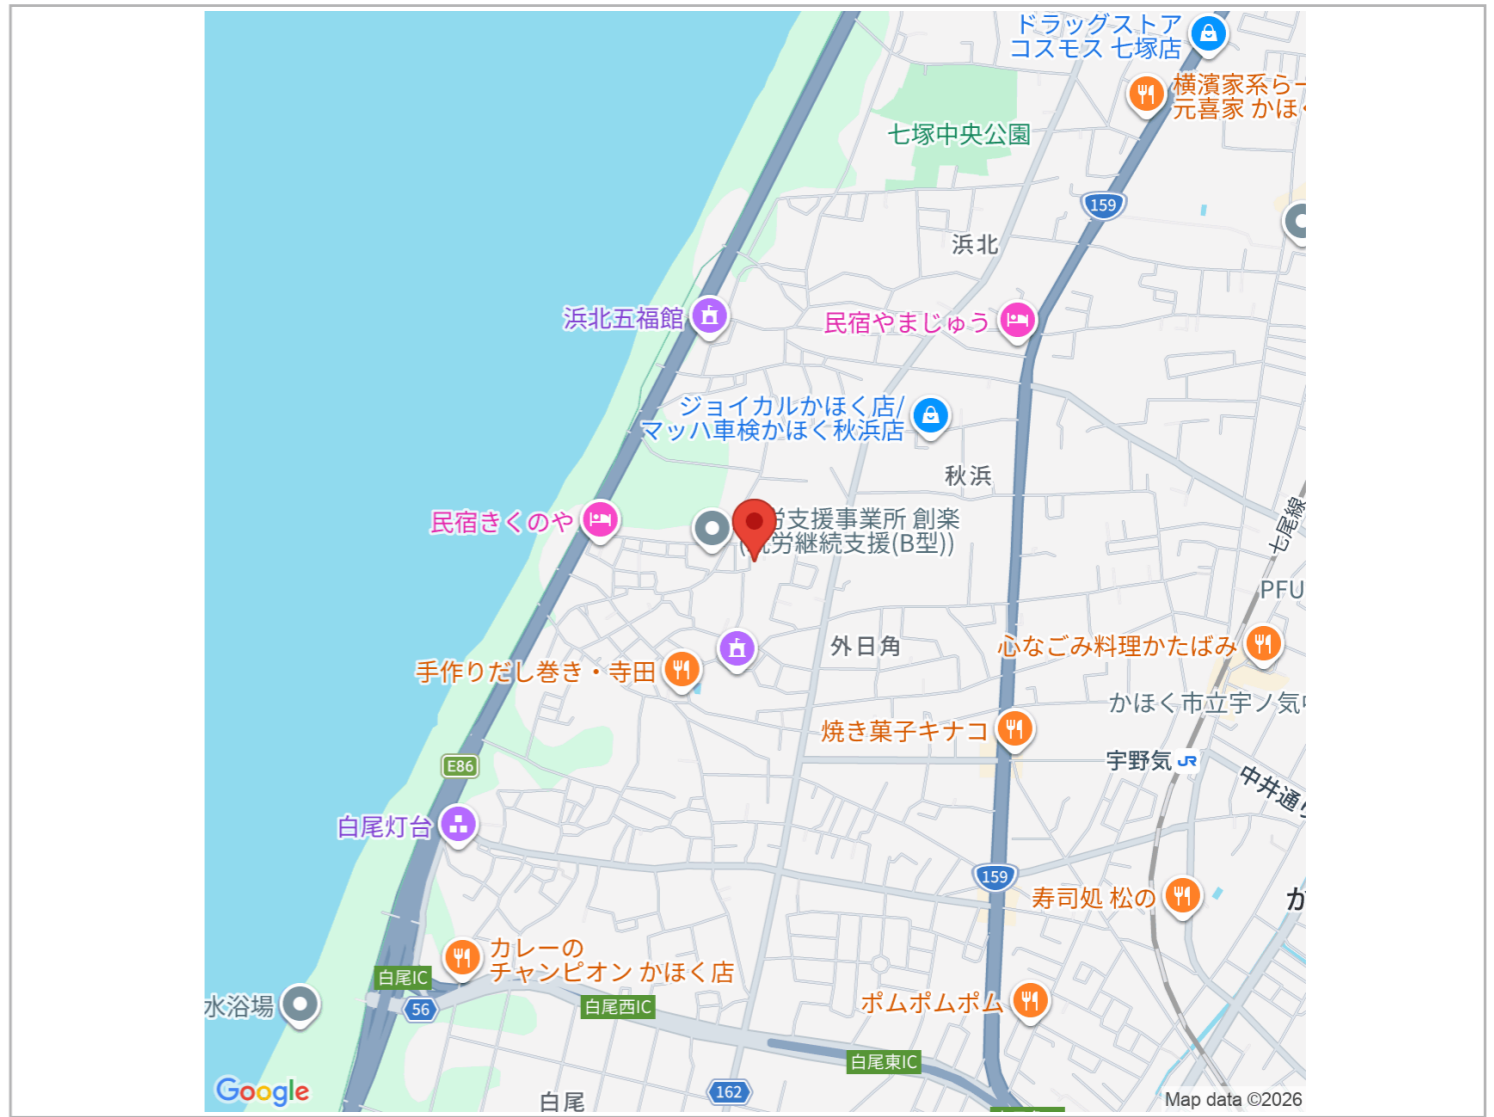 ドラッグストア
コスモス 七塚店
横濱家系らー
元喜家 かほく
七塚中央公園
159
浜北
浜北五福館
民宿やまじゅう
ジョイカルかほく店/
マッハ車検かほく秋浜店
秋浜
民宿きくのや
労支援事業所 創楽
労継続支援(B型))
七尾線
PFU
外日角
心なごみ料理かたばみ
手作りだし巻き・寺田
かほく市立宇ノ気
焼き菓子キナコ
宇野気
JR
E86
中井通り
白尾灯台
159
寿司処 松の
か
カレーの
チャンピオン かほく店
白尾IC
水浴場
56
白尾西IC
ポムポムポム
白尾東IC
Google
白尾
162
Map data ©2026